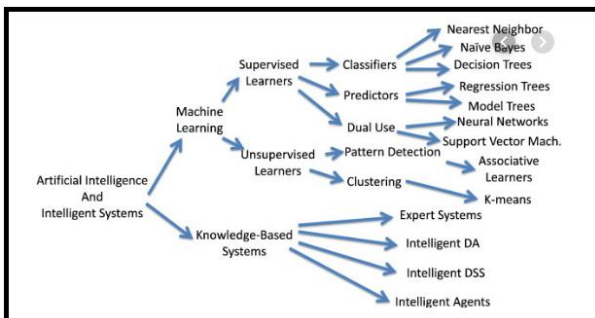 Nearest Neighbor
Naïve Bayes
Decision Trees
Supervised
Learners
Classifiers
Regression Trees
Predictors
Model Trees
Machine
Learning
Neural Networks
Dual Use
Support Vector Mach.
Unsupervised
Learners
Pattern Detection
Associative
Learners
Clustering
K-means
Artificial Intelligence
And
Intelligent Systems
Expert Systems
Knowledge-Based
Systems
Intelligent DA
Intelligent DSS
Intelligent Agents